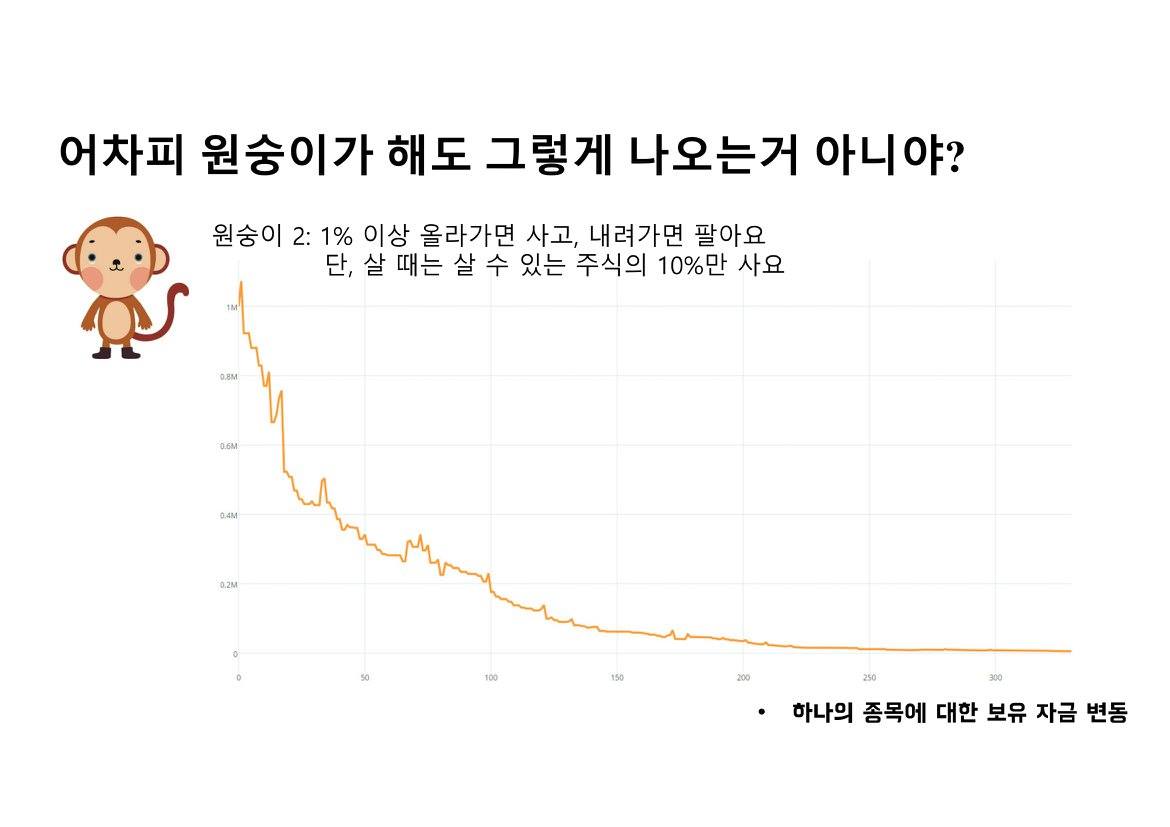 어차피 원숭이가 해도 그렇게 나오는거 아니야?
원숭이 2: 1% 이상 올라가면 사고, 내려가면 팔아요
단, 살 때는 살 수 있는 주식의 10%만 사요
1M
0.8M
0.6M
0.4M
0.2M
0
0 50 100 150 200 250 300
• 하나의 종목에 대한 보유 자금 변동